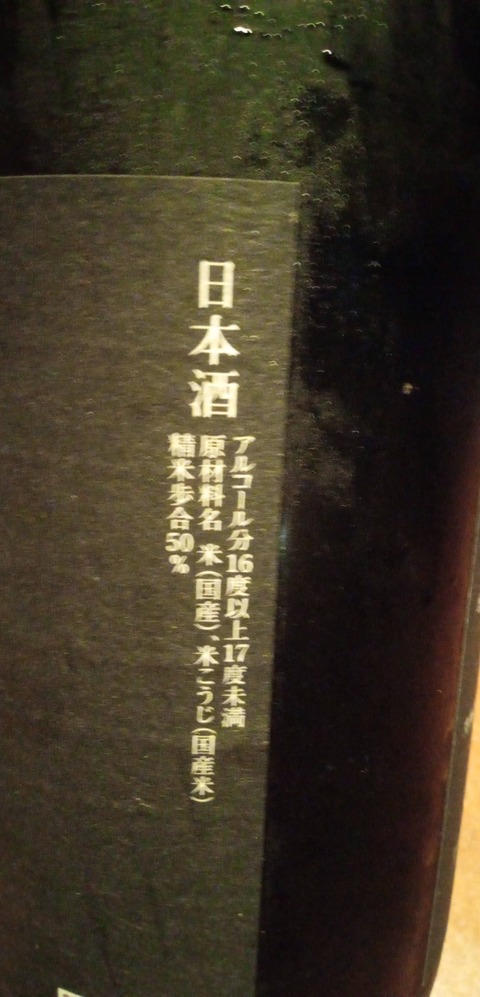 日本酒
アルコール分16度以上17度未満
原材料名 米(国産)、米こうじ(国産米)
精米歩合50%